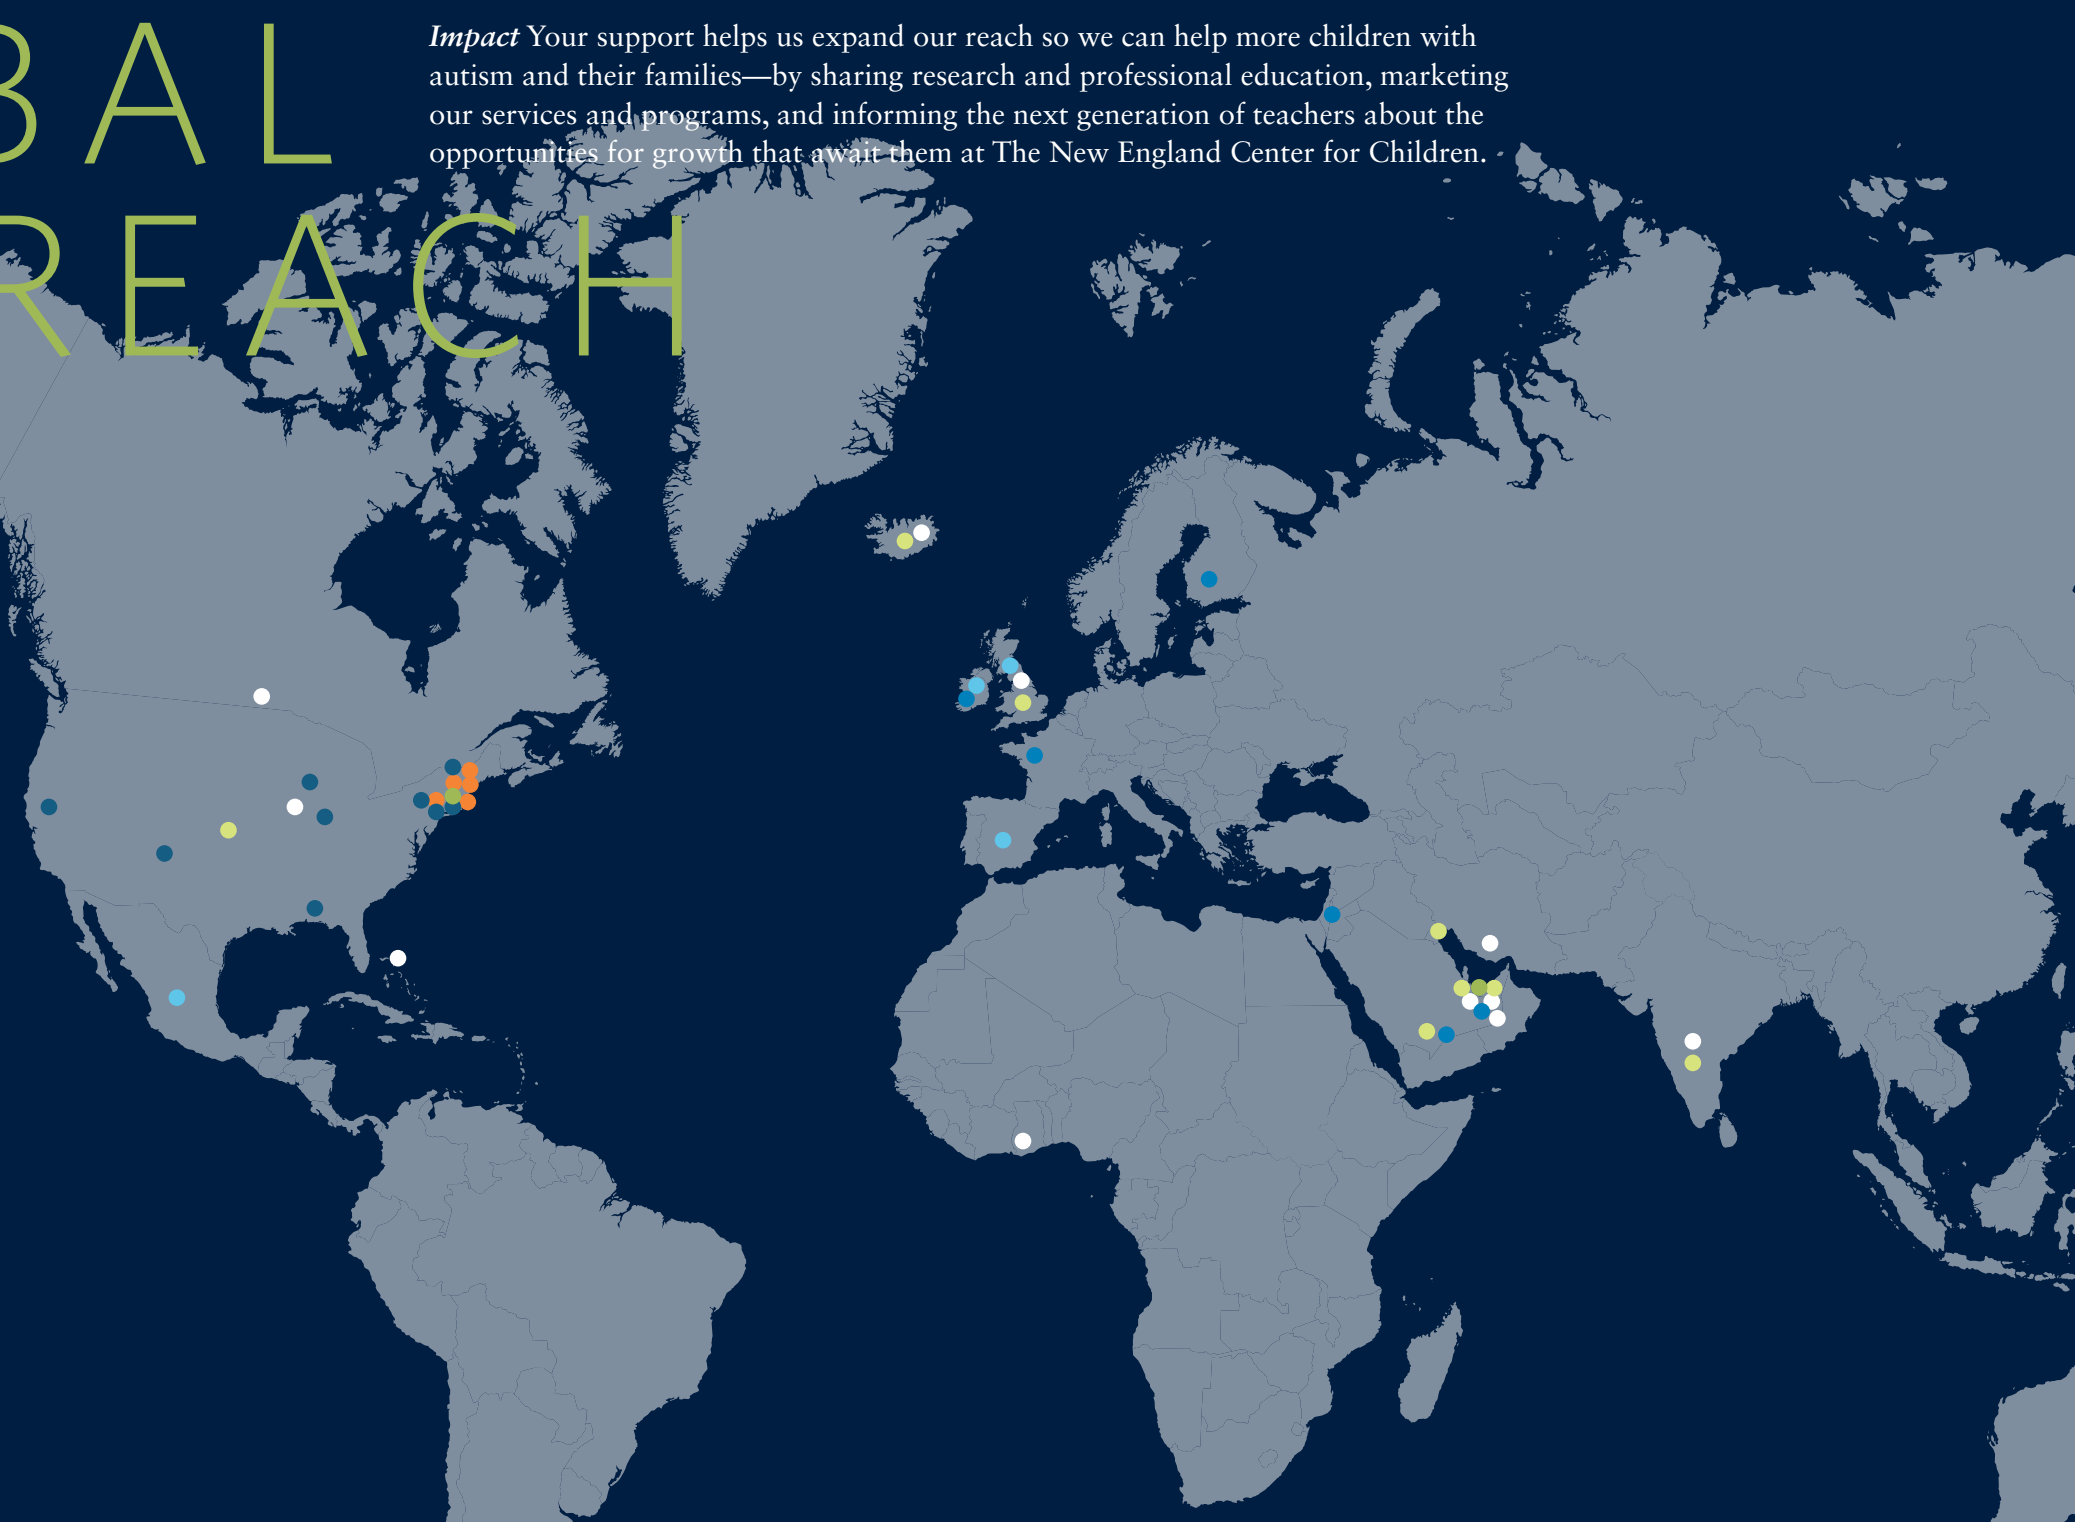 BAL
REACH
Impact Your support helps us expand our reach so we can help more children with
autism and their families—by sharing research and professional education, marketing
our services and programs, and informing the next generation of teachers about the
opportunities for growth that await them at The New England Center for Children.